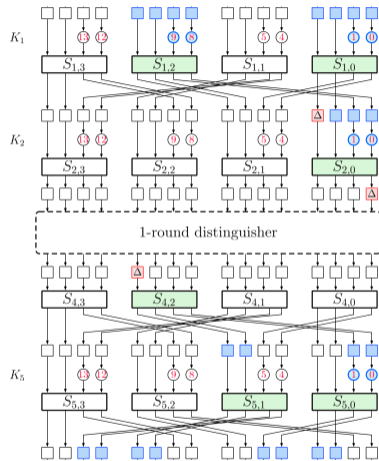 K₁ 13 12 9 8 5 4 1 0
S₁,₃ S₁,₂ S₁,₁ S₁,₀
Δ
K₂ 13 12 9 8 5 4 1 0
S₂,₃ S₂,₂ S₂,₁ S₂,₀
Δ
1-round distinguisher
Δ
S₄,₃ S₄,₂ S₄,₁ S₄,₀
K₅ 13 12 9 8 5 4 1 0
S₅,₃ S₅,₂ S₅,₁ S₅,₀